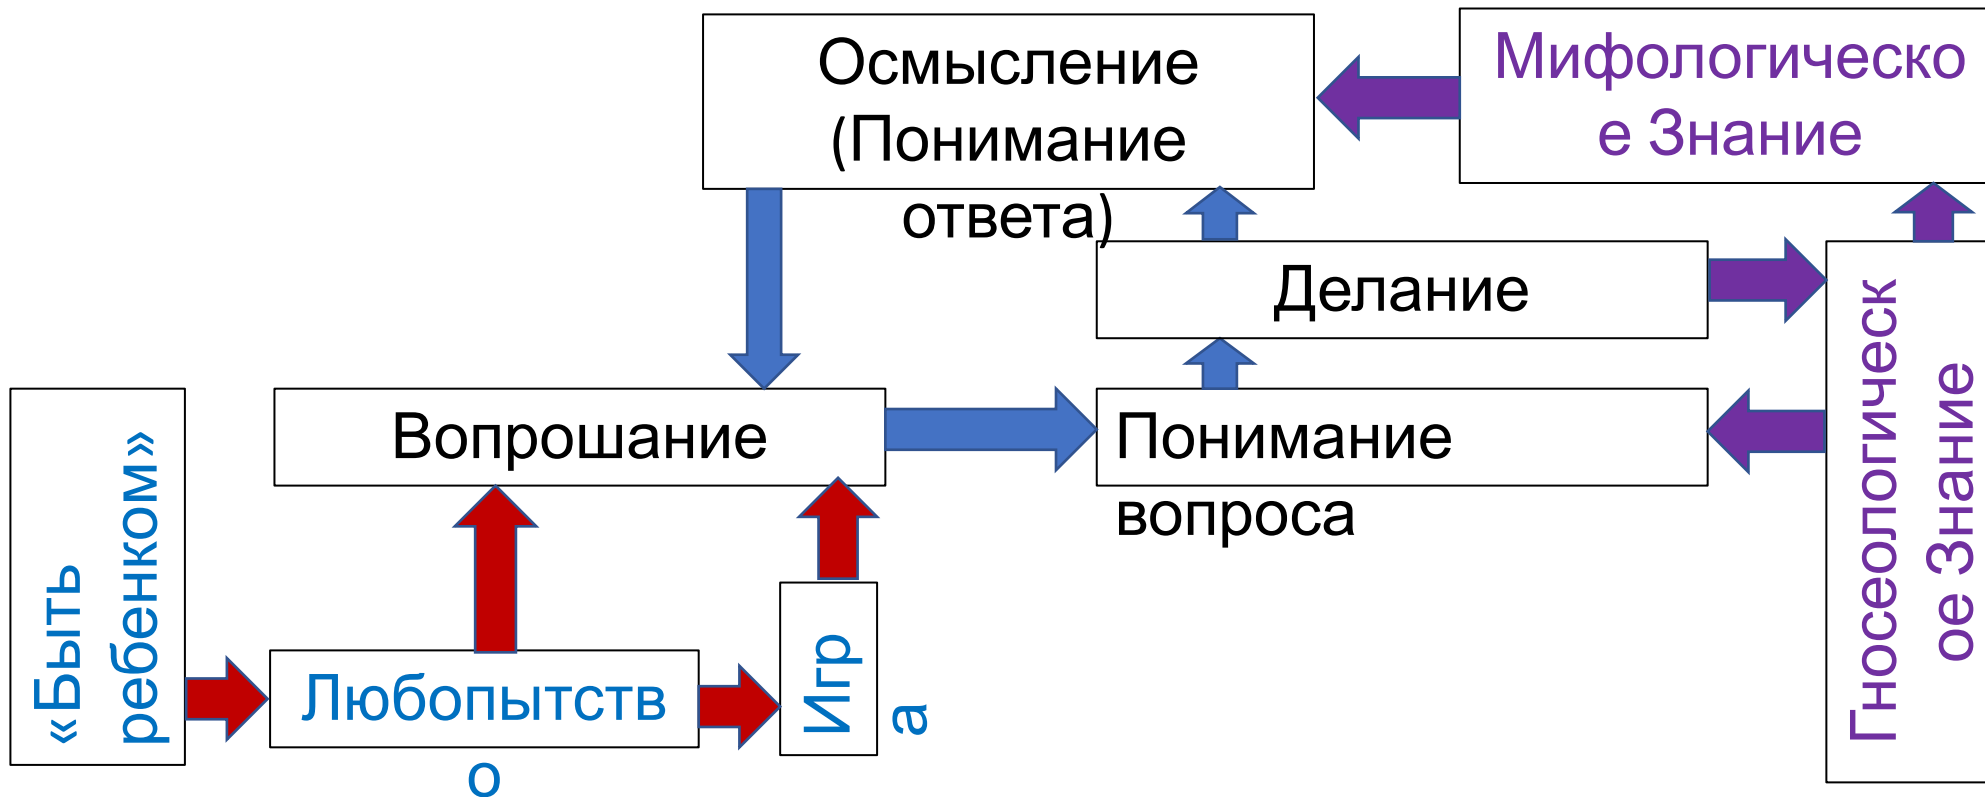 Осмысление
(Понимание
ответа)
Мифологическо
е Знание
Делание
Вопрошание
Понимание
вопроса
«Быть
ребенком»
Любопытств
о
Игр
а
Гносеологическ
ое Знание